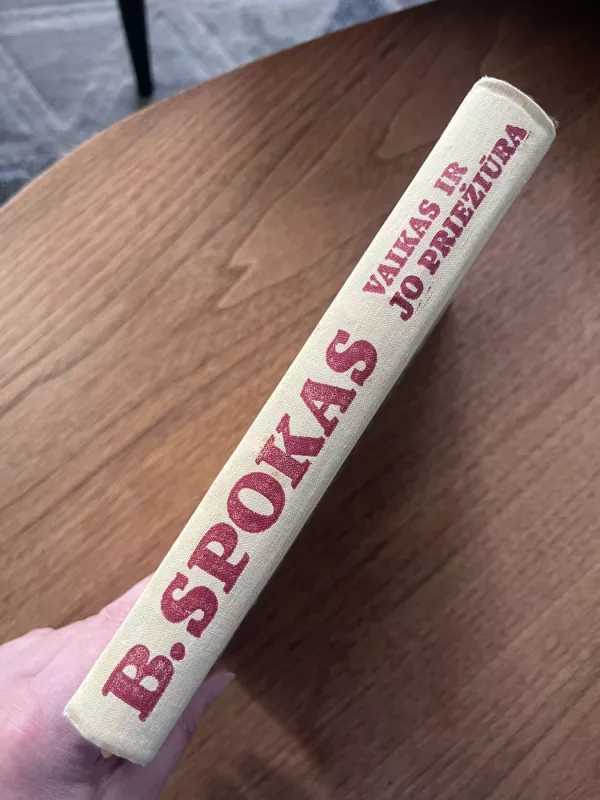 B. SPOKAS
VAIKAS IR
JO PRIEŽIŪRA